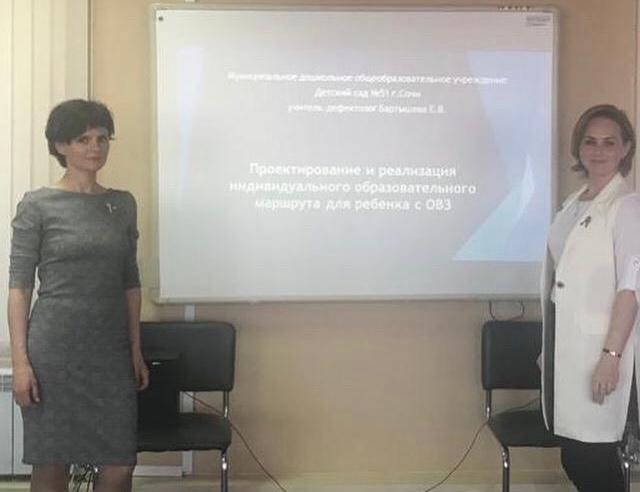 Муниципальное дошкольное общеобразовательное учреждение
Детский сад №51 г.Сочи
учитель-дефектолог Бартышева Е.В.
Проектирование и реализация
индивидуального образовательного
маршрута для ребенка с ОВЗ